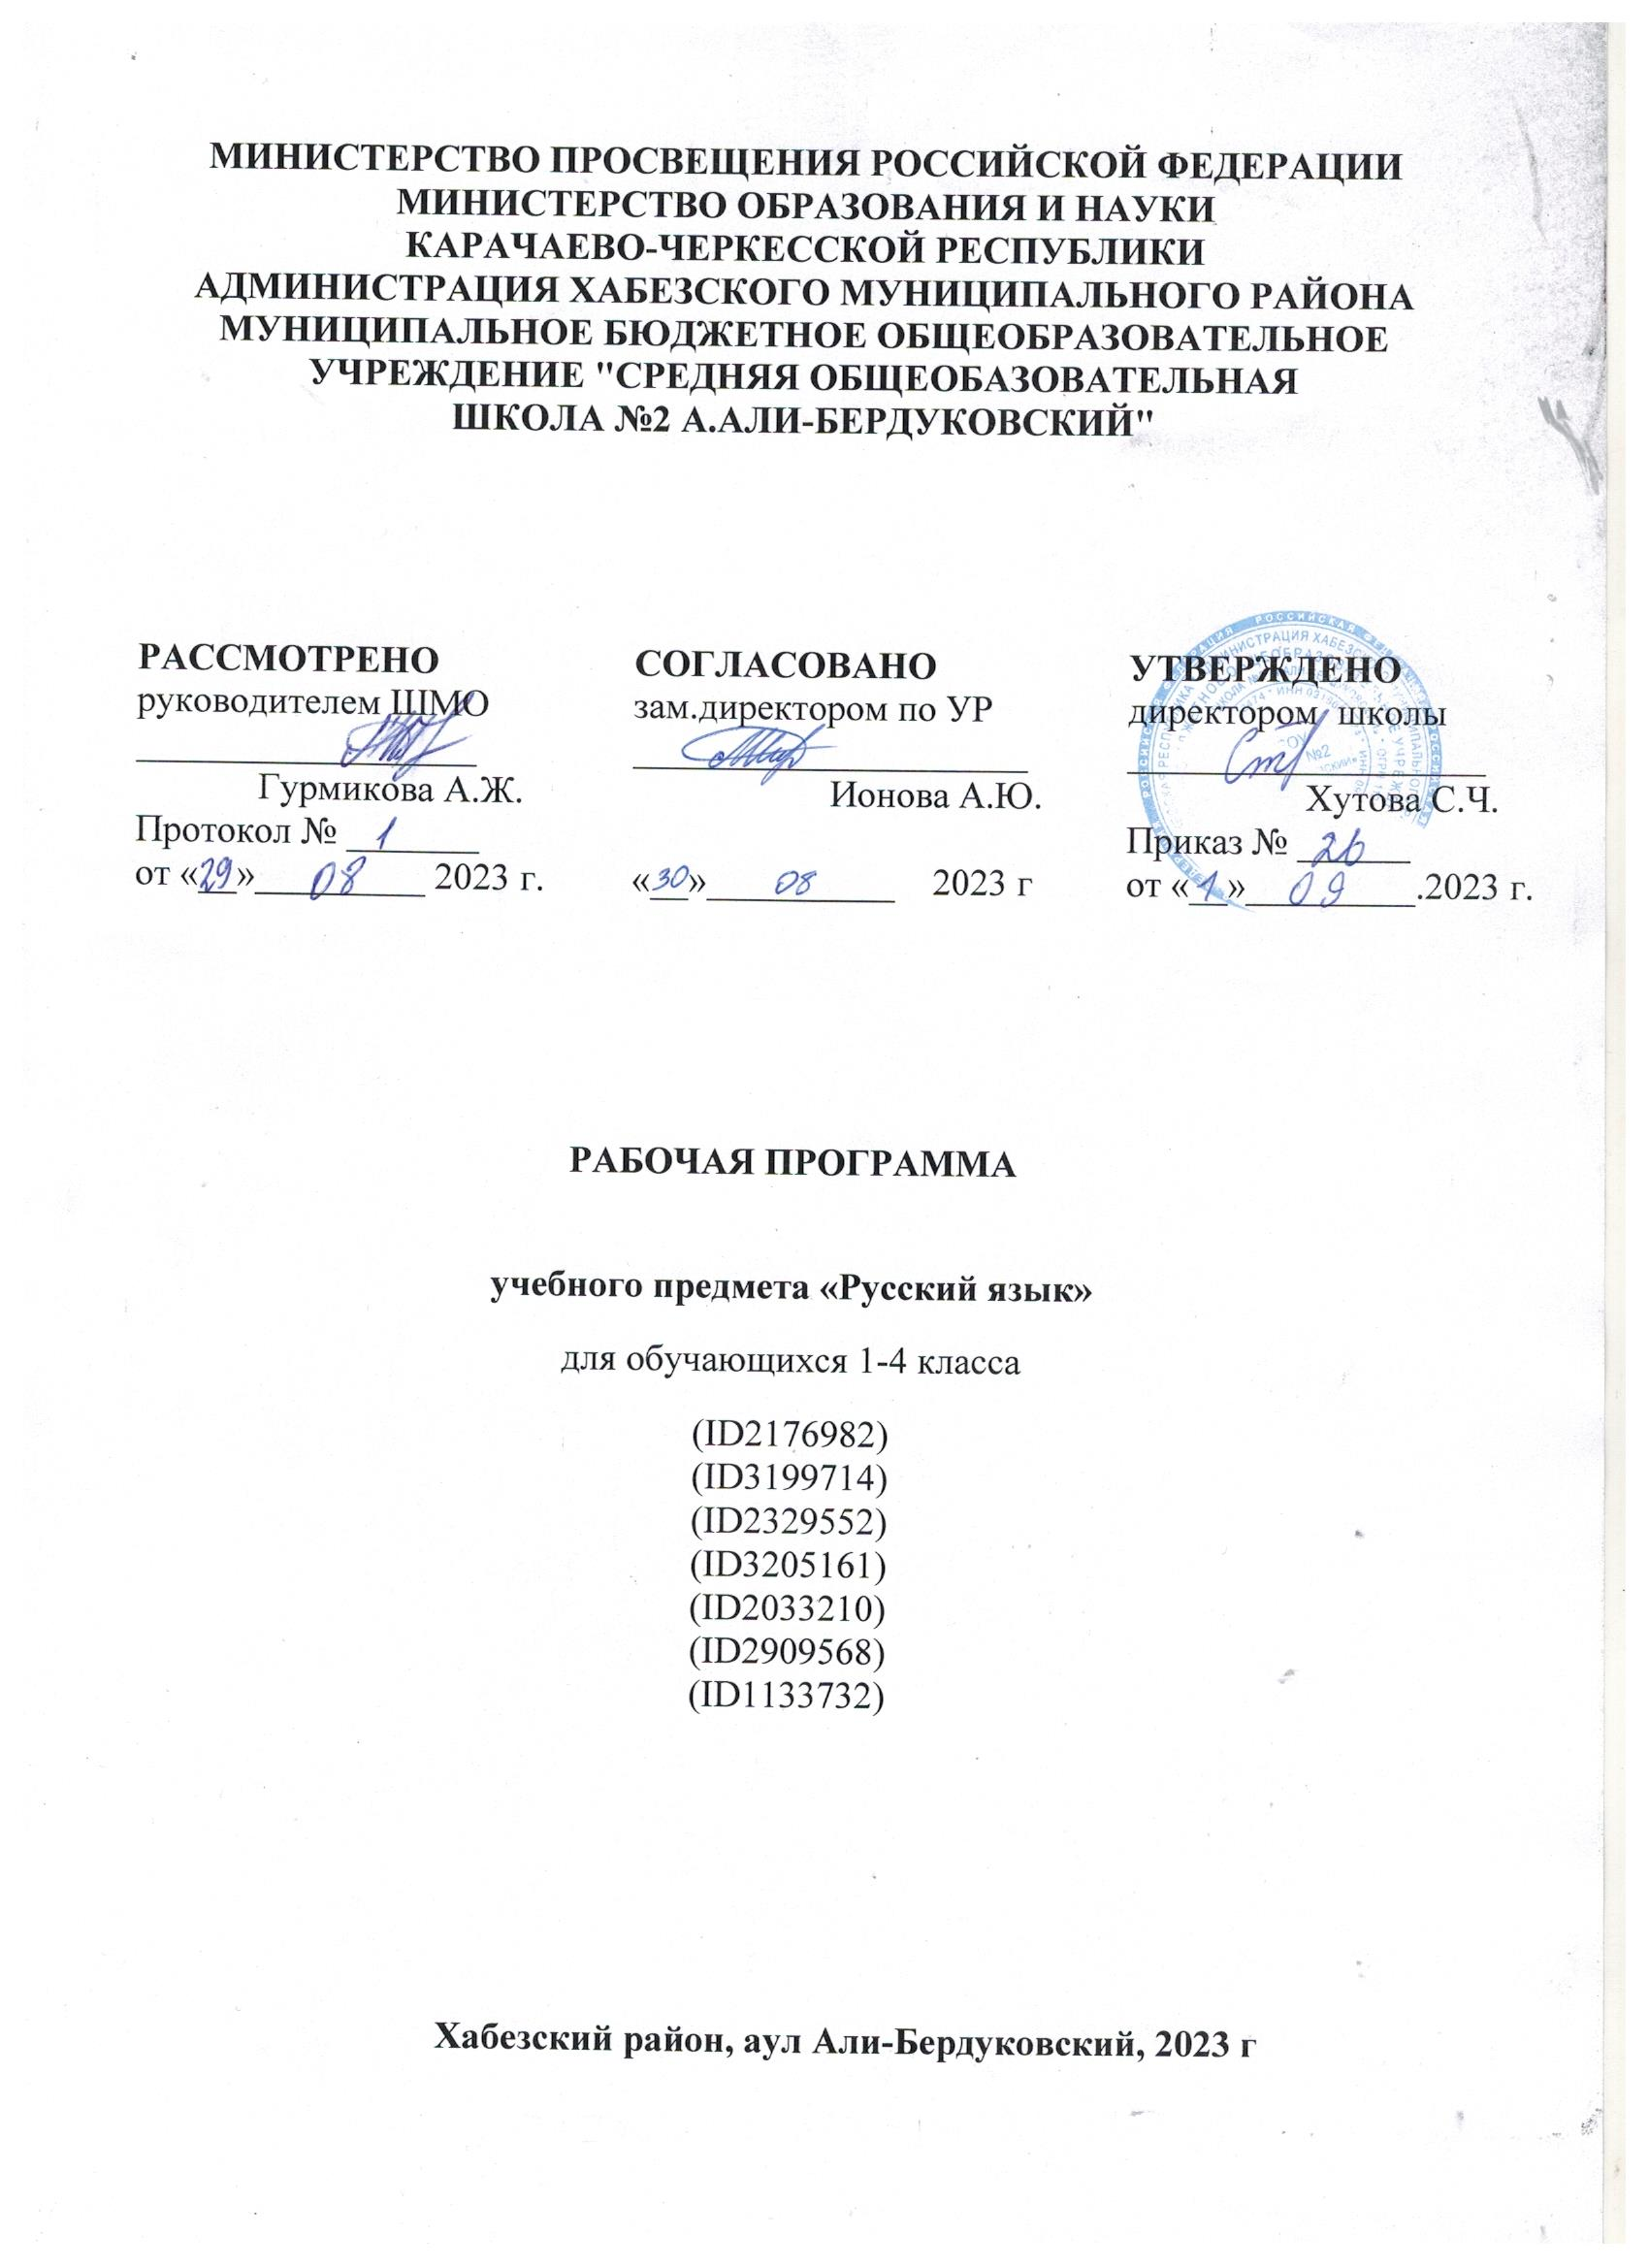 МИНИСТЕРСТВО ПРОСВЕЩЕНИЯ РОССИЙСКОЙ ФЕДЕРАЦИИ
МИНИСТЕРСТВО ОБРАЗОВАНИЯ И НАУКИ
КАРАЧАЕВО-ЧЕРКЕССКОЙ РЕСПУБЛИКИ
АДМИНИСТРАЦИЯ ХАБЕЗСКОГО МУНИЦИПАЛЬНОГО РАЙОНА
МУНИЦИПАЛЬНОЕ БЮДЖЕТНОЕ ОБЩЕОБРАЗОВАТЕЛЬНОЕ
УЧРЕЖДЕНИЕ "СРЕДНЯЯ ОБЩЕОБАЗОВАТЕЛЬНАЯ
ШКОЛА №2 А.АЛИ-БЕРДУКОВСКИЙ"
РАССМОТРЕНО
руководителем ШМО
Гурмикова А.Ж.
Протокол № 1
от «29» 08 2023 г.
СОГЛАСОВАНО
зам.директором по УР
Ионова А.Ю.
«30» 08 2023 г
УТВЕРЖДЕНО
директором школы
Хутова С.Ч.
Приказ № 26
от «1» 09 .2023 г.
РАБОЧАЯ ПРОГРАММА
учебного предмета «Русский язык»
для обучающихся 1-4 класса
(ID2176982)
(ID3199714)
(ID2329552)
(ID3205161)
(ID2033210)
(ID2909568)
(ID1133732)
Хабезский район, аул Али-Бердуковский, 2023 г